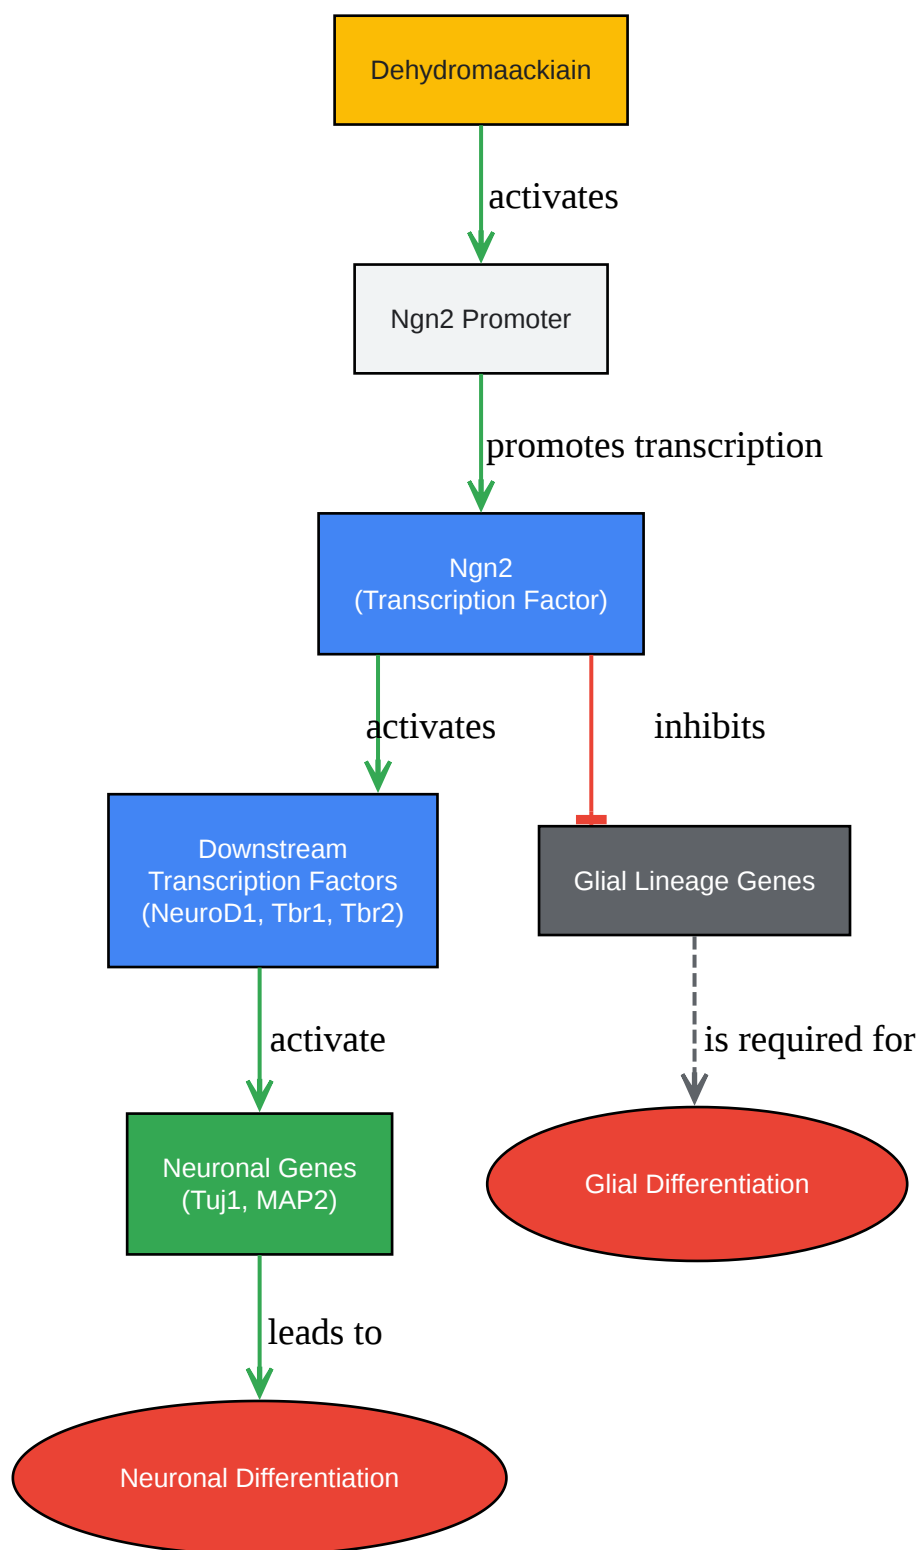 Dehydromaackiain
activates
Ngn2 Promoter
promotes transcription
Ngn2
(Transcription Factor)
activates
inhibits
Downstream
Transcription Factors
(NeuroD1, Tbr1, Tbr2)
Glial Lineage Genes
activate
is required for
Neuronal Genes
(Tuj1, MAP2)
Glial Differentiation
leads to
Neuronal Differentiation